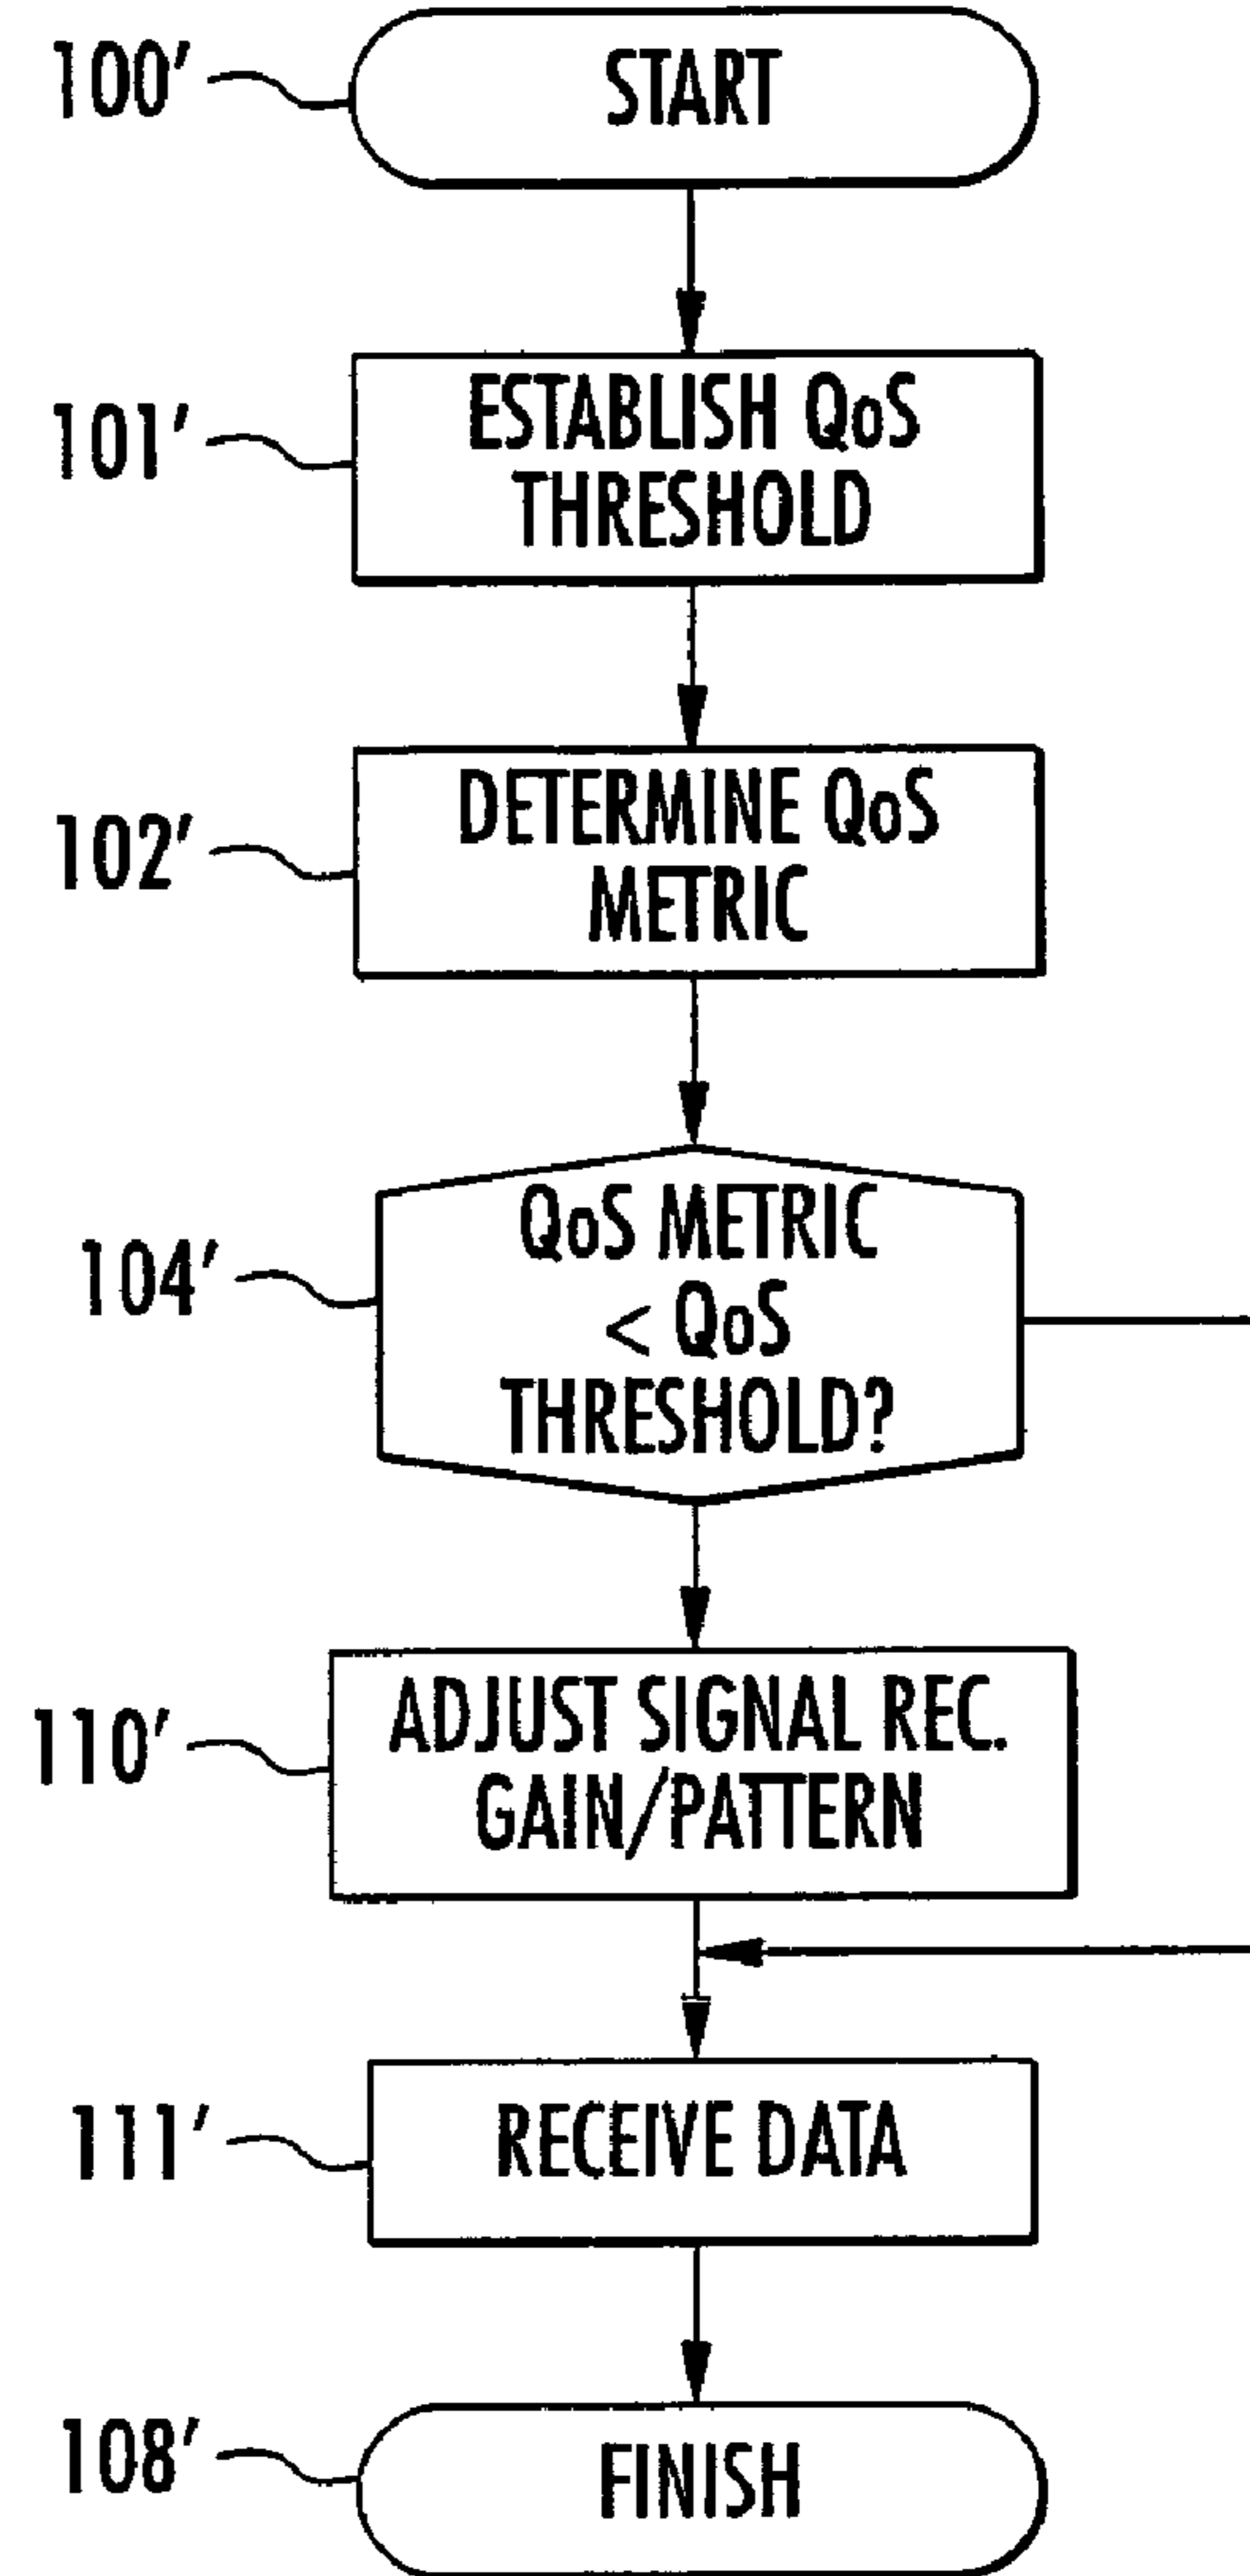 100'
START
101'
ESTABLISH QoS
THRESHOLD
102'
DETERMINE QoS
METRIC
104'
QoS METRIC
< QoS
THRESHOLD?
110'
ADJUST SIGNAL REC.
GAIN/PATTERN
111'
RECEIVE DATA
108'
FINISH